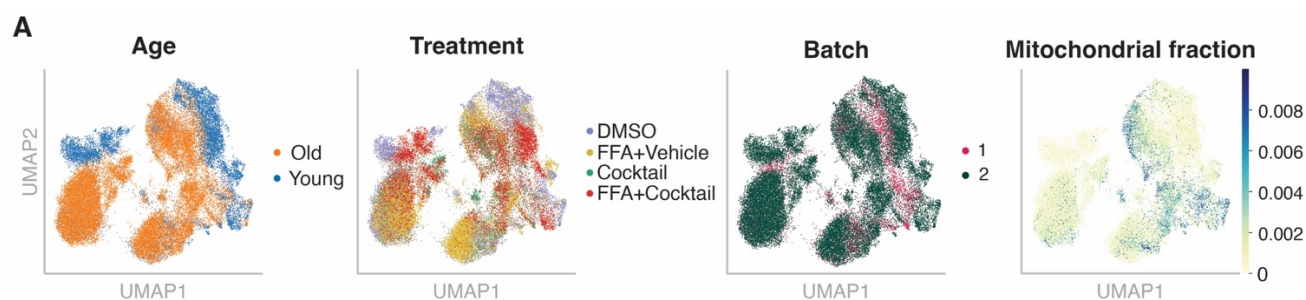 A
Age
Treatment
Batch
Mitochondrial fraction
UMAP2
UMAP1
Old
Young
UMAP1
DMSO
FFA+Vehicle
Cocktail
FFA+Cocktail
UMAP1
1
2
UMAP1
0.008
0.006
0.004
0.002
0